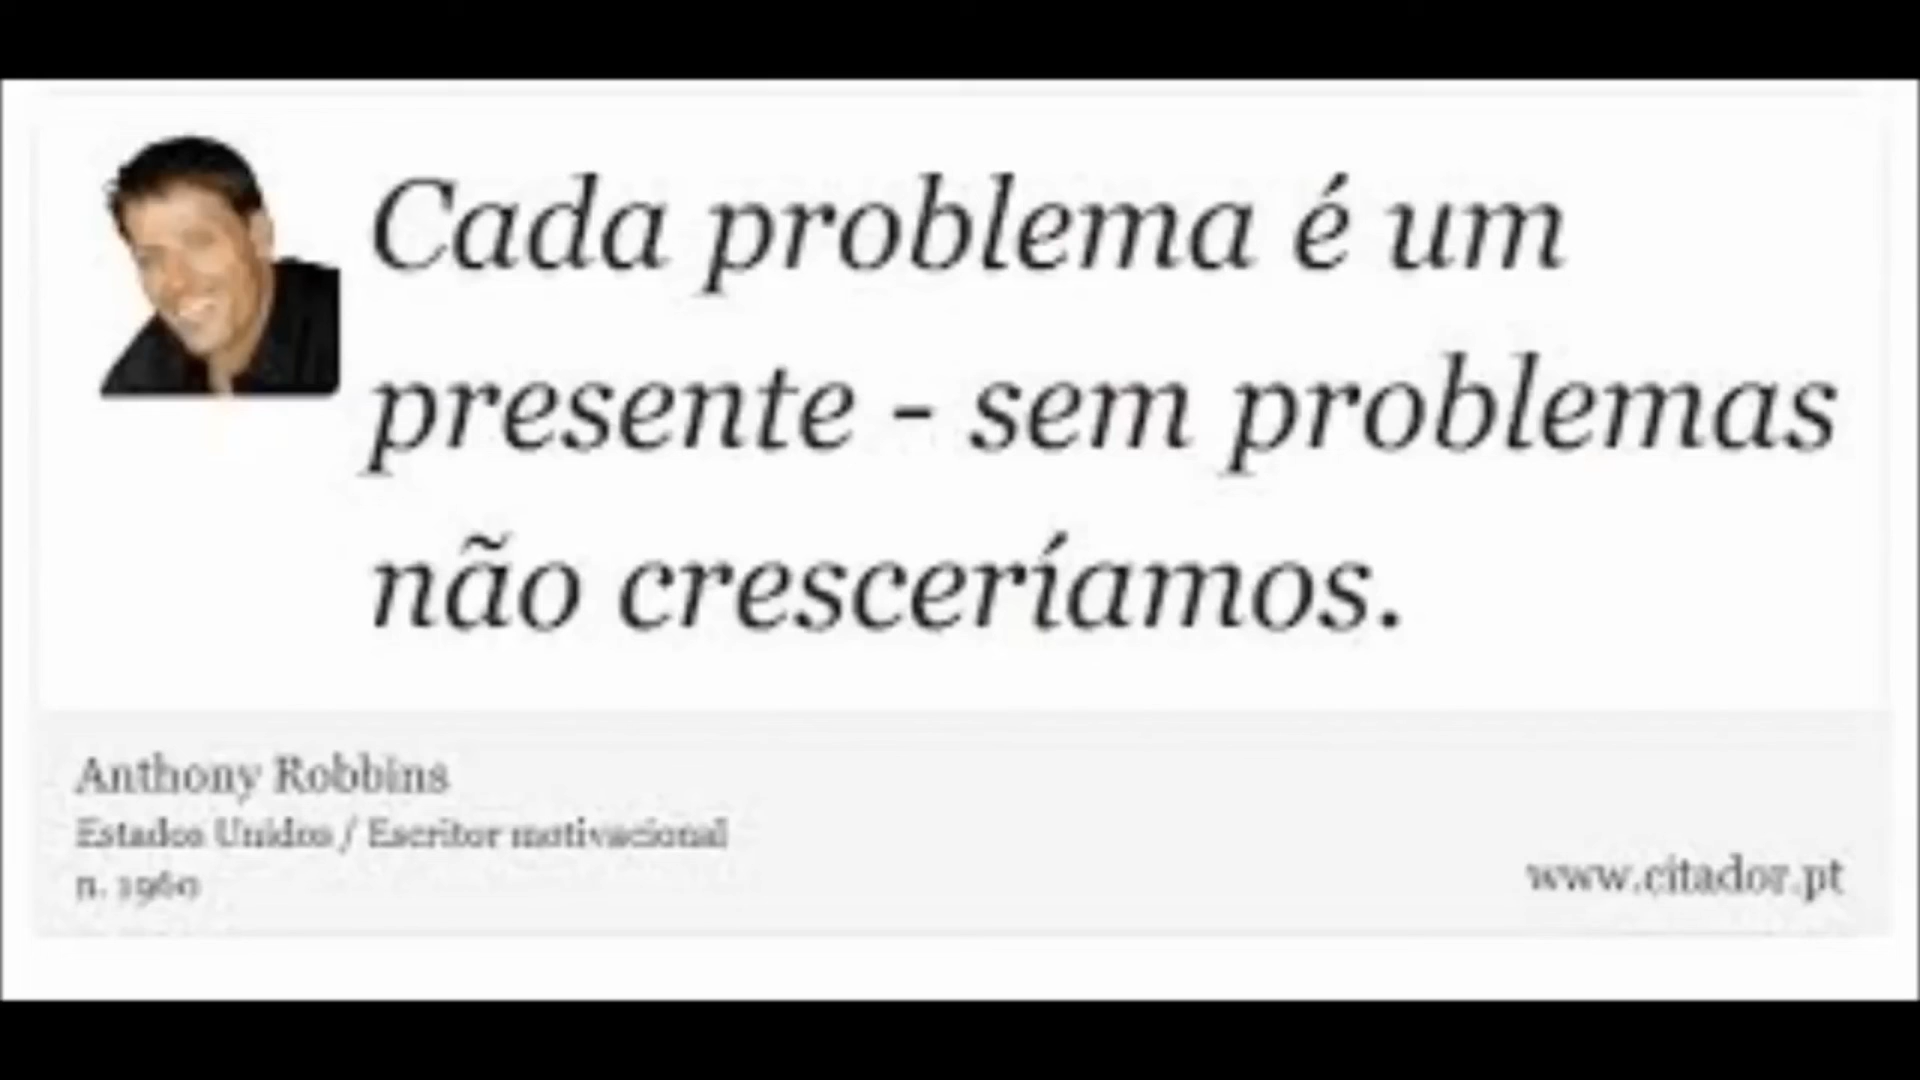 Cada problema é um
presente - sem problemas
não cresceríamos.
Anthony Robbins
Estados Unidos / Escritor motivacional
n. 1960
www.citador.pt